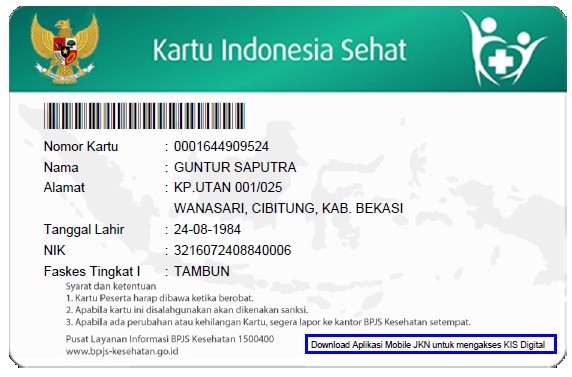 Kartu Indonesia Sehat
Nomor Kartu : 0001644909524
Nama : GUNTUR SAPUTRA
Alamat : KP.UTAN 001/025
WANASARI, CIBITUNG, KAB. BEKASI
Tanggal Lahir : 24-08-1984
NIK : 3216072408840006
Faskes Tingkat I : TAMBUN
Syarat dan ketentuan
1. Kartu Peserta harap dibawa ketika berobat.
2. Apabila kartu ini disalahgunakan akan dikenakan sanksi.
3. Apabila ada perubahan atau kehilangan Kartu, segera lapor ke kantor BPJS Kesehatan setempat.
Pusat Layanan Informasi BPJS Kesehatan 1500400
www.bpjs-kesehatan.go.id
Download Aplikasi Mobile JKN untuk mengakses KIS Digital